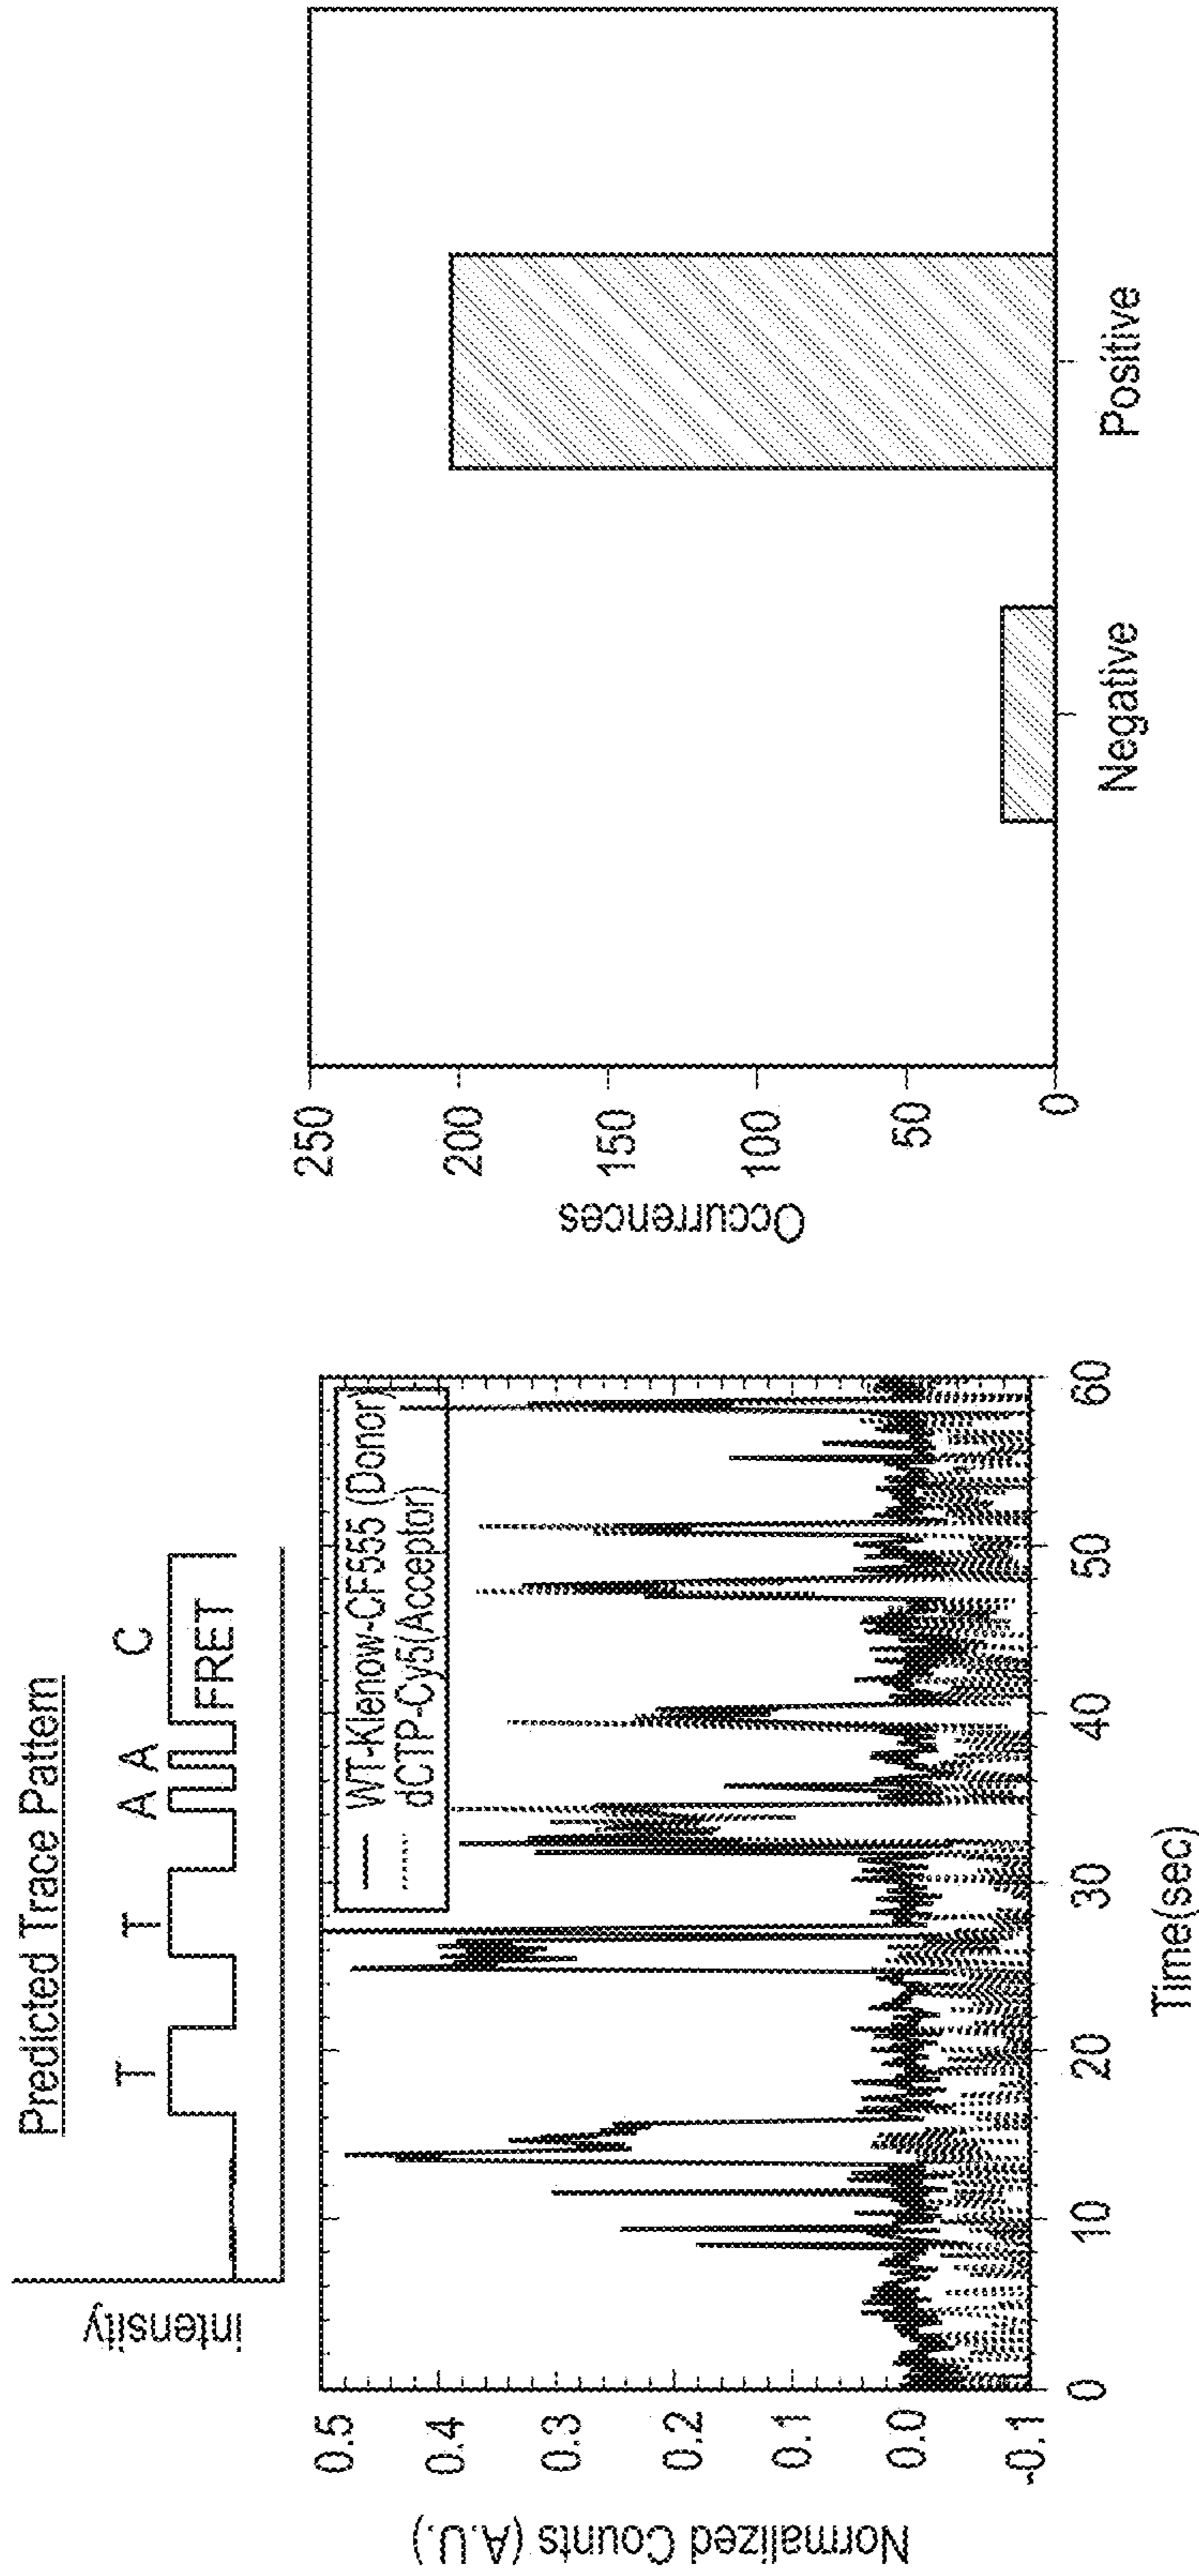 Predicted Trace Pattern
Intensity
T T A A C
FRET
Normalized Counts (A.U.)
0.5
0.4
0.3
0.2
0.1
0.0
-0.1
WT-Klenow-CF555 (Donor)
dCTP-Cy5(Acceptor)
0 10 20 30 40 50 60
Time(sec)
Occurrences
250
200
150
100
50
0
Negative Positive